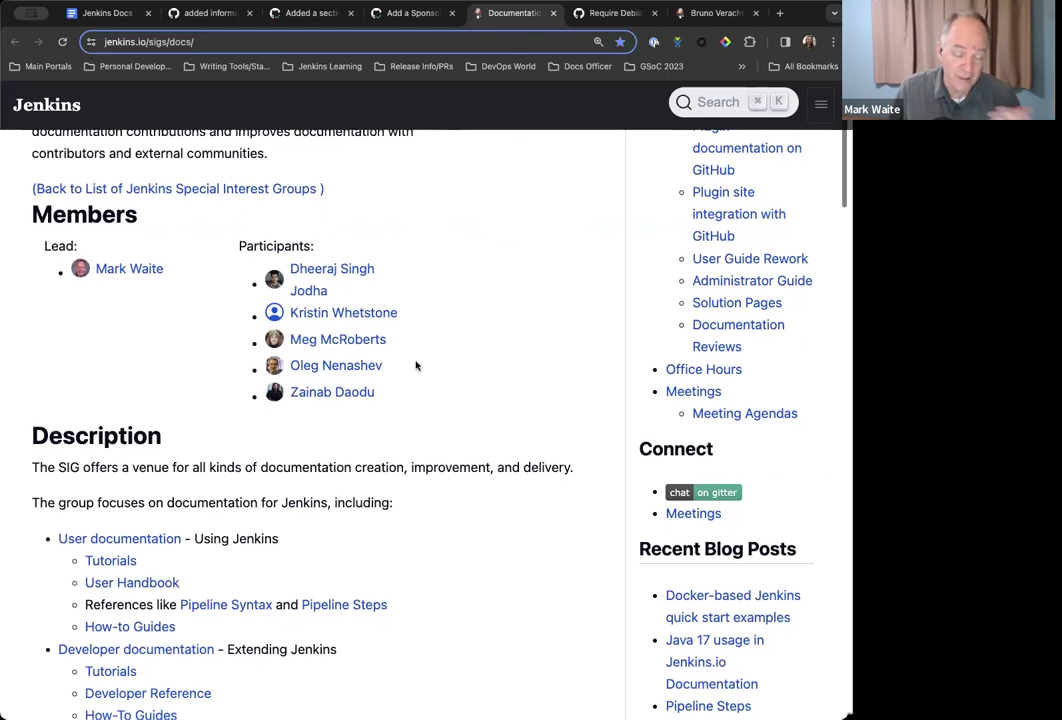 Jenkins Docs
added inform
Added a secti
Add a Sponso
Documentatio
Require Debia
Bruno Veracht
jenkins.io/sigs/docs/
Main Portals
Personal Develop...
Writing Tools/Sta...
Jenkins Learning
Release Info/PRs
DevOps World
Docs Officer
GSoC 2023
»
All Bookmarks
Mark Waite
Jenkins
Search ⌘ K
documentation contributions and improves documentation with
contributors and external communities.
(Back to List of Jenkins Special Interest Groups )
Members
Lead:
Mark Waite
Participants:
Dheeraj Singh
Jodha
Kristin Whetstone
Meg McRoberts
Oleg Nenashev
Zainab Daodu
Description
The SIG offers a venue for all kinds of documentation creation, improvement, and delivery.
The group focuses on documentation for Jenkins, including:
User documentation - Using Jenkins
Tutorials
User Handbook
References like Pipeline Syntax and Pipeline Steps
How-to Guides
Developer documentation - Extending Jenkins
Tutorials
Developer Reference
How-To Guides
Plugin
documentation on
GitHub
Plugin site
integration with
GitHub
User Guide Rework
Administrator Guide
Solution Pages
Documentation
Reviews
Office Hours
Meetings
Meeting Agendas
Connect
chat on gitter
Meetings
Recent Blog Posts
Docker-based Jenkins
quick start examples
Java 17 usage in
Jenkins.io
Documentation
Pipeline Steps